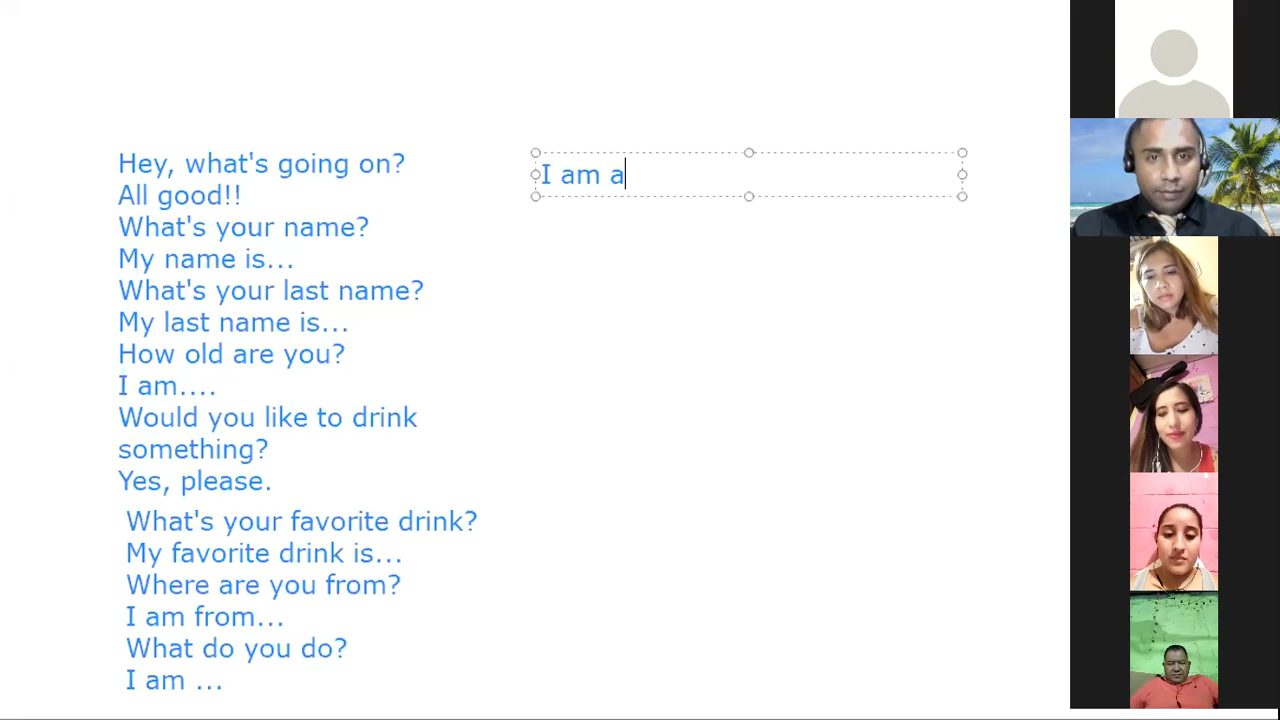 Hey, what's going on?
All good!!
What's your name?
My name is...
What's your last name?
My last name is...
How old are you?
I am....
Would you like to drink
something?
Yes, please.
What's your favorite drink?
My favorite drink is...
Where are you from?
I am from...
What do you do?
I am ...
I am a